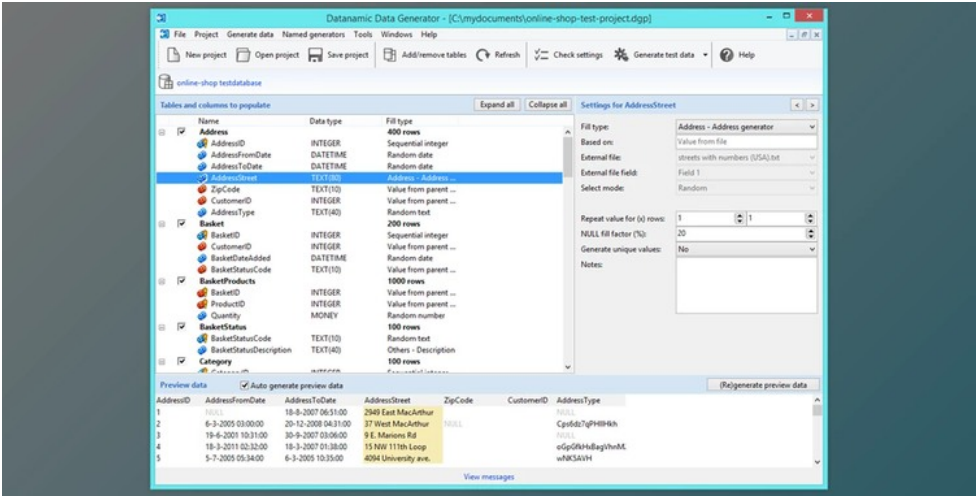 Datanamic Data Generator - [C:\mydocuments\online-shop-test-project.dgp]
File Project Generate data Named generators Tools Windows Help
New project Open project Save project Add/remove tables Refresh Check settings Generate test data Help
online-shop testdatabase
Tables and columns to populate Expand all Collapse all Settings for AddressStreet
Name Data type Fill type
Address 400 rows
AddressID INTEGER Sequential integer
AddressFromDate DATETIME Random date
AddressToDate DATETIME Random date
AddressStreet TEXT(80) Address - Address ...
ZipCode TEXT(10) Value from parent ...
CustomerID INTEGER Value from parent ...
AddressType TEXT(40) Random text
Basket 200 rows
BasketID INTEGER Sequential integer
CustomerID INTEGER Value from parent ...
BasketDateAdded DATETIME Random date
BasketStatusCode TEXT(10) Value from parent ...
BasketProducts 1000 rows
BasketID INTEGER Value from parent ...
ProductID INTEGER Value from parent ...
Quantity MONEY Random number
BasketStatus 100 rows
BasketStatusCode TEXT(10) Random text
BasketStatusDescription TEXT(40) Others - Description
Category 100 rows
Fill type: Address - Address generator
Based on: Value from file
External file: streets with numbers (USA).txt
External file field: Field 1
Select mode: Random
Repeat value for (x) rows: 1 1
NULL fill factor (%): 20
Generate unique values: No
Notes:
Preview data Auto generate preview data (Re)generate preview data
AddressID AddressFromDate AddressToDate AddressStreet ZipCode CustomerID AddressType
1 NULL 18-8-2007 06:51:00 2949 East MacArthur NULL
2 6-3-2005 03:00:00 20-12-2008 04:31:00 37 West MacArthur NULL Cps6dz7qPHIlHkh
3 19-6-2001 10:31:00 30-9-2007 03:06:00 9 E. Marions Rd NULL
4 18-3-2011 02:32:00 18-3-2007 01:38:00 15 NW 111th Loop
5 5-7-2005 05:34:00 6-3-2005 10:35:00 4094 University ave. wNK5AVH
View messages